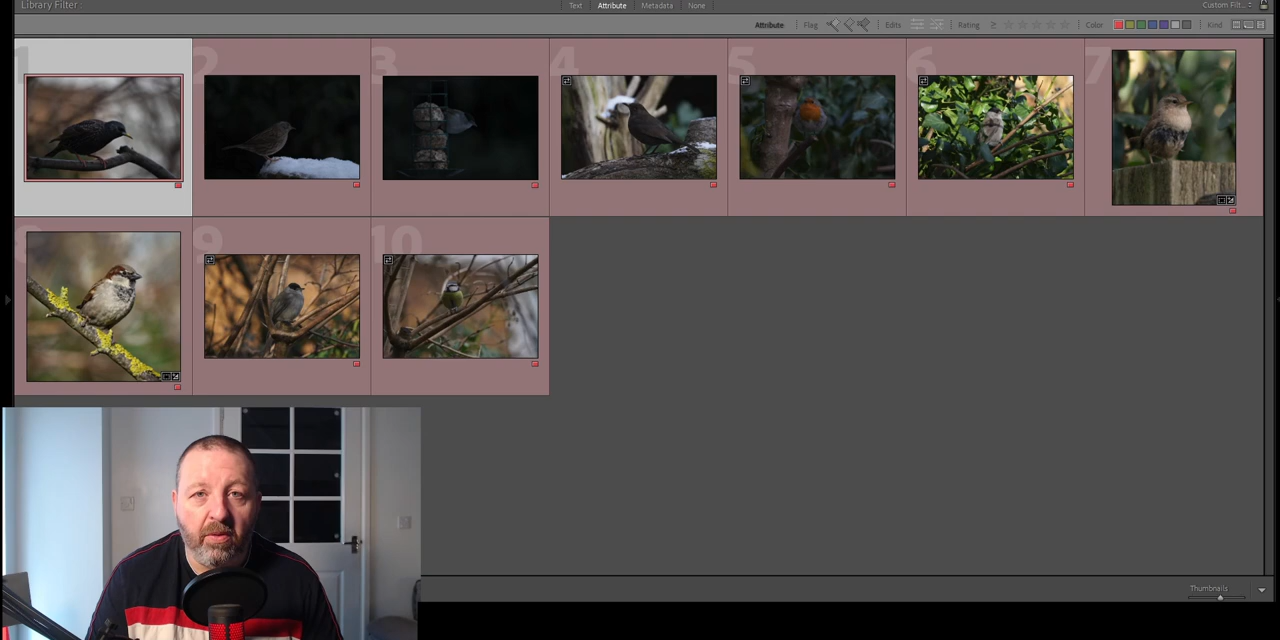 Library Filter :
Text Attribute Metadata None
Custom Filt...
Attribute Flag Edits Rating ≥ Color Kind
1 2 3 4 5 6 7
8 9 10
Thumbnails